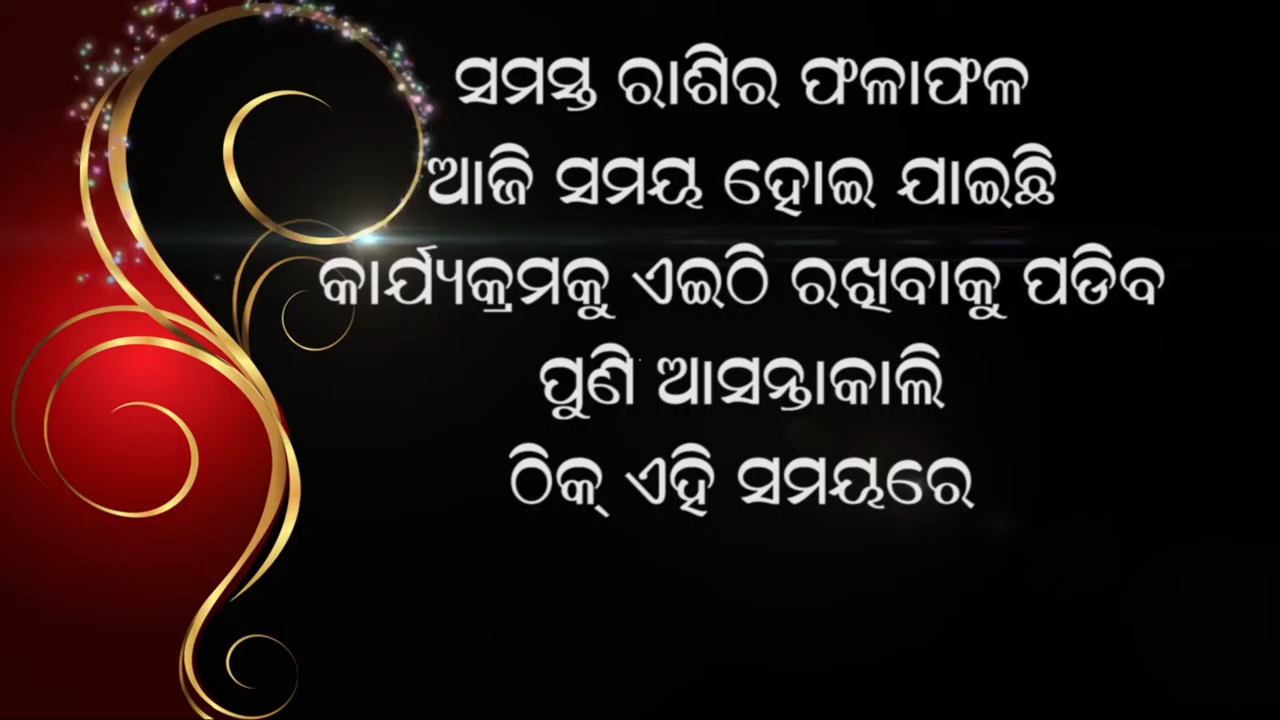 ସମସ୍ତ ରାଶିର ଫଳାଫଳ
ଆଜି ସମୟ ହୋଇ ଯାଇଛି
କାର୍ଯ୍ୟକ୍ରମକୁ ଏଇଠି ରଖିବାକୁ ପଡିବ
ପୁଣି ଆସନ୍ତାକାଲି
ଠିକ୍ ଏହି ସମୟରେ